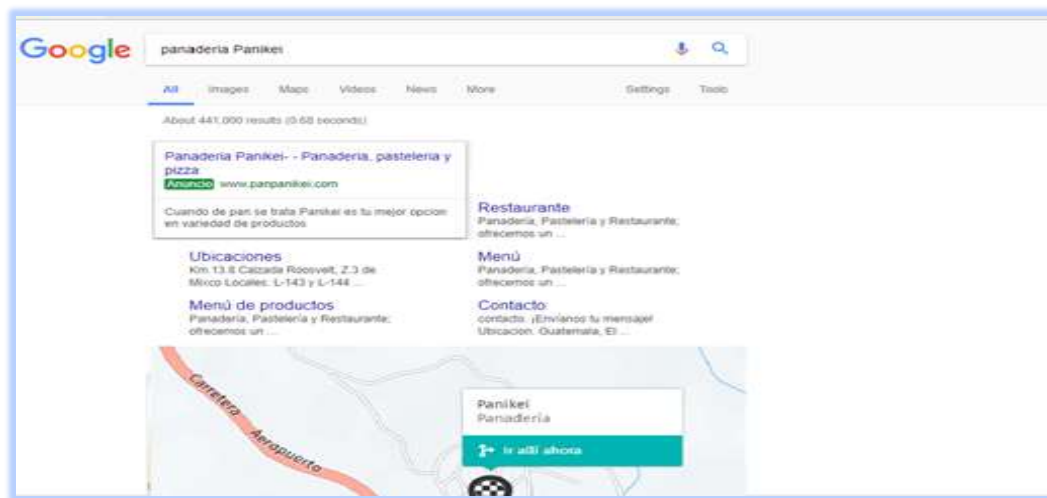 Google
panaderia Panikei
All Images Maps Videos News More Settings Tools
About 441,000 results (0.68 seconds)
Panaderia Panikei- - Panaderia, pasteleria y
pizza
Anuncio www.panpanikei.com
Cuando de pan se trata Panikei es tu mejor opcion
en variedad de productos
Restaurante
Panadería, Pastelería y Restaurante;
ofrecemos un ...
Ubicaciones
Km 13.8 Calzada Roosvelt, Z.3 de
Mixco Locales: L-143 y L-144 ...
Menú
Panadería, Pastelería y Restaurante;
ofrecemos un ...
Menú de productos
Panadería, Pastelería y Restaurante;
ofrecemos un ...
Contacto
contacto. ¡Envíanos tu mensaje!
Ubicacion. Guatemala, El ...
Carretera
Aeropuerto
Panikei
Panadería
Ir allí ahora